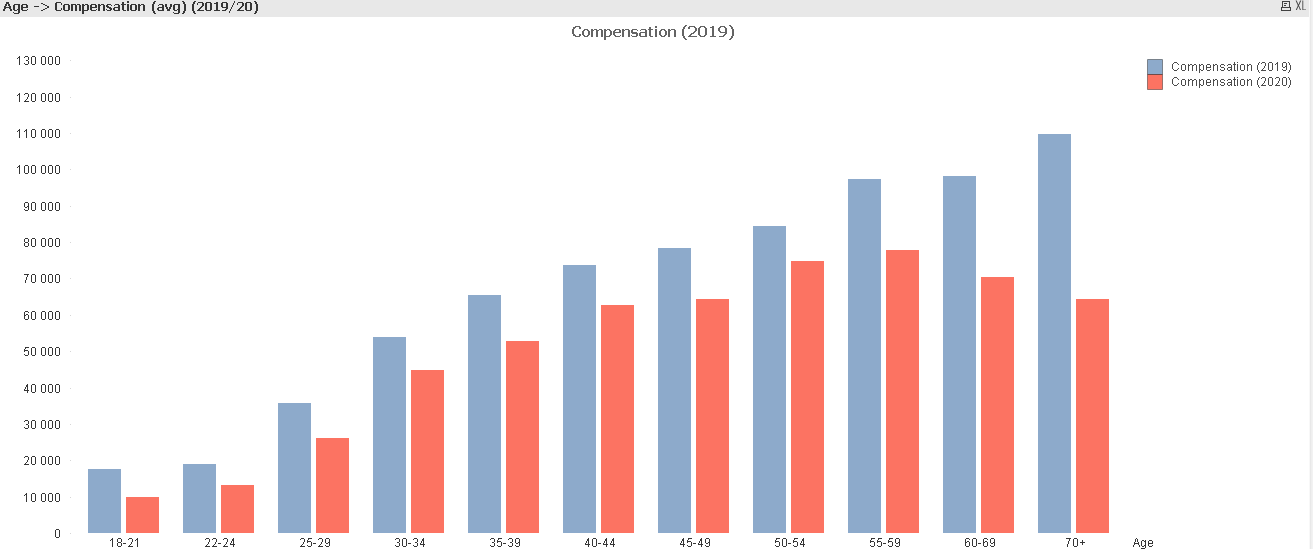 Age -> Compensation (avg) (2019/20)
XL
Compensation (2019)
130 000
120 000
110 000
100 000
90 000
80 000
70 000
60 000
50 000
40 000
30 000
20 000
10 000
0
Compensation (2019)
Compensation (2020)
18-21 22-24 25-29 30-34 35-39 40-44 45-49 50-54 55-59 60-69 70+ Age